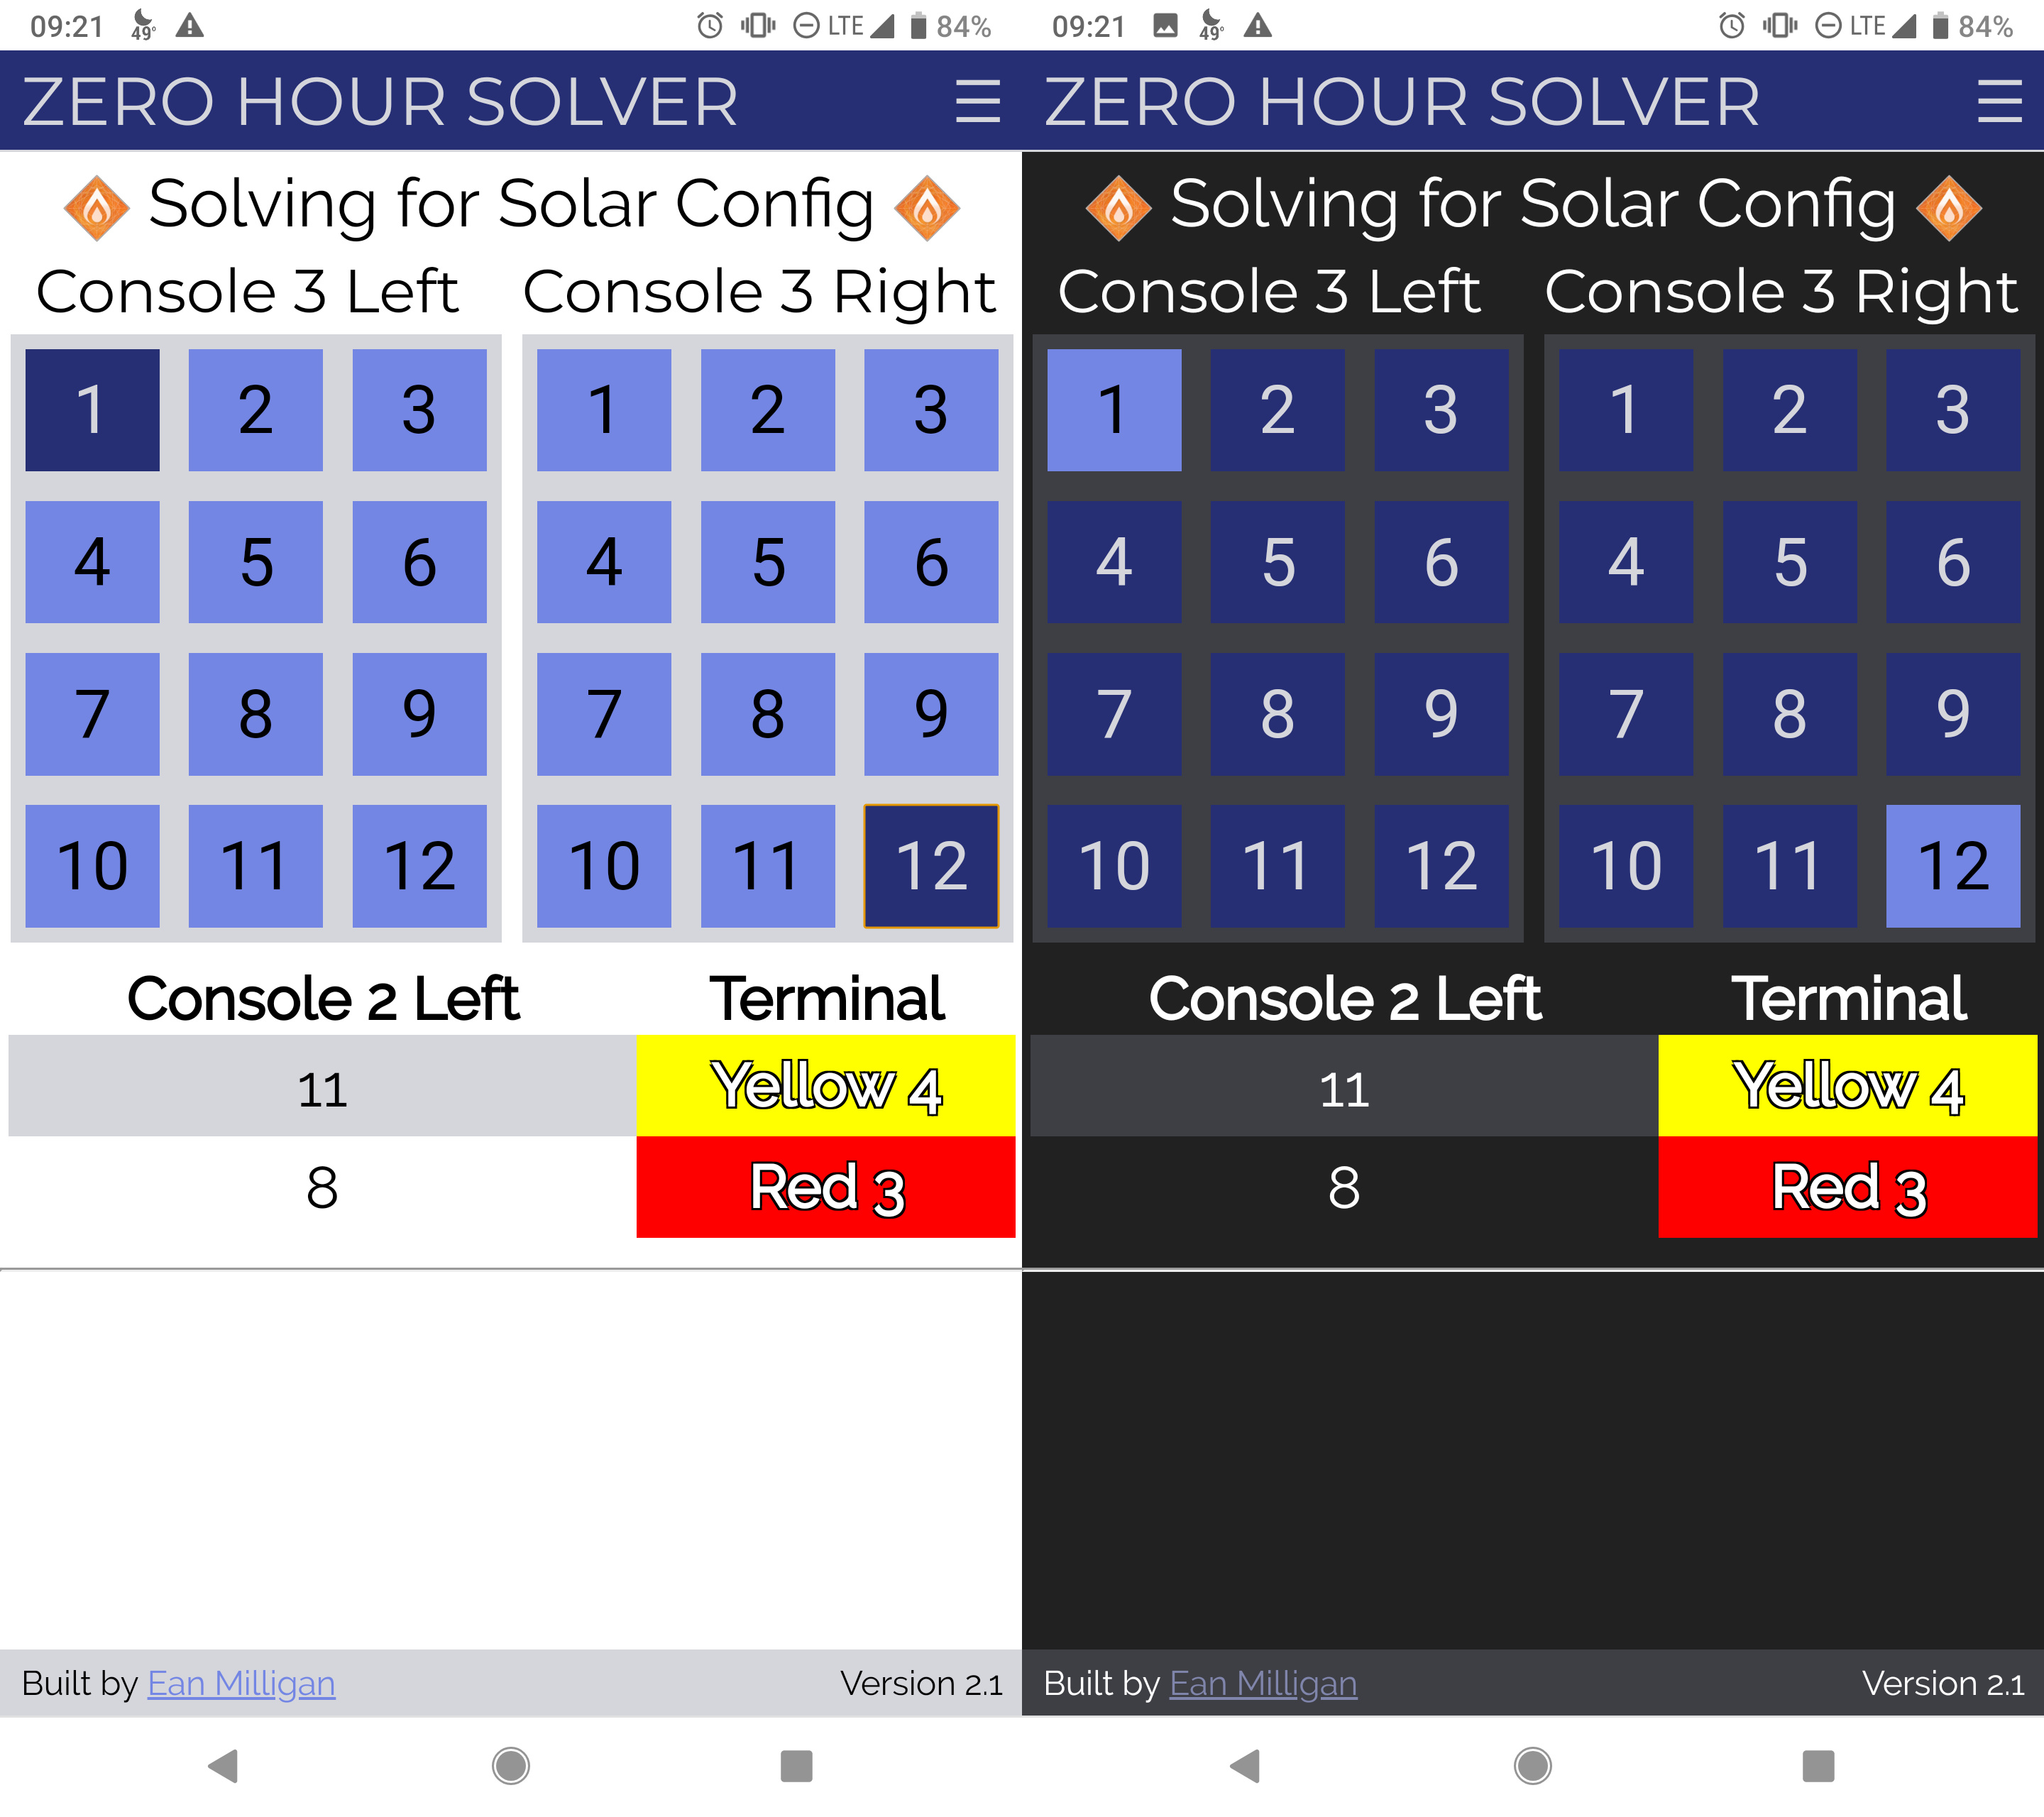 09:21 49° LTE 84%
ZERO HOUR SOLVER
Solving for Solar Config
Console 3 Left Console 3 Right
1 2 3 1 2 3
4 5 6 4 5 6
7 8 9 7 8 9
10 11 12 10 11 12
Console 2 Left Terminal
11 Yellow 4
8 Red 3
Built by Ean Milligan Version 2.1
09:21 49° LTE 84%
ZERO HOUR SOLVER
Solving for Solar Config
Console 3 Left Console 3 Right
1 2 3 1 2 3
4 5 6 4 5 6
7 8 9 7 8 9
10 11 12 10 11 12
Console 2 Left Terminal
11 Yellow 4
8 Red 3
Built by Ean Milligan Version 2.1